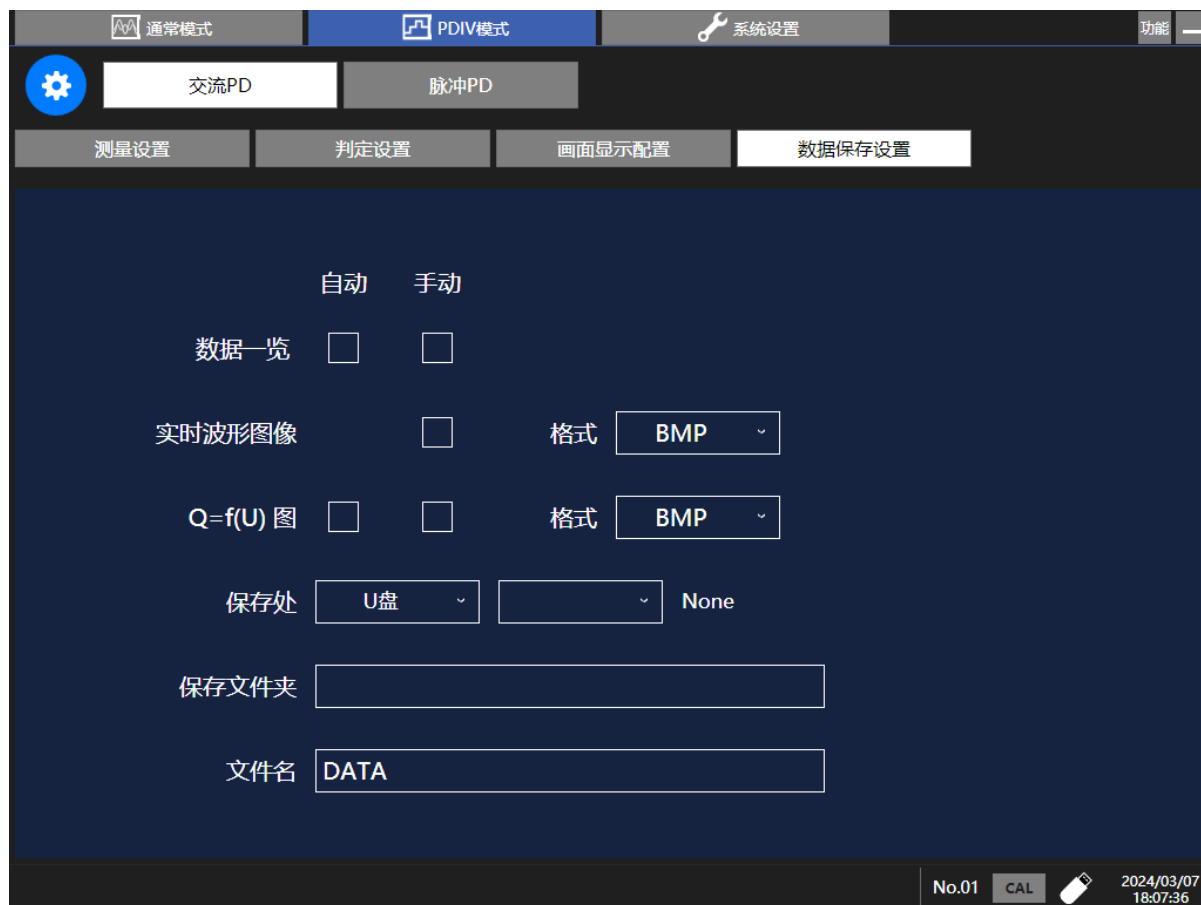 通常模式 PDIV模式 系统设置 功能
交流PD 脉冲PD
测量设置 判定设置 画面显示配置 数据保存设置
自动 手动
数据一览
实时波形图像 格式 BMP
Q=f(U) 图 格式 BMP
保存处 U盘 None
保存文件夹
文件名 DATA
No.01 CAL 2024/03/07
18:07:36